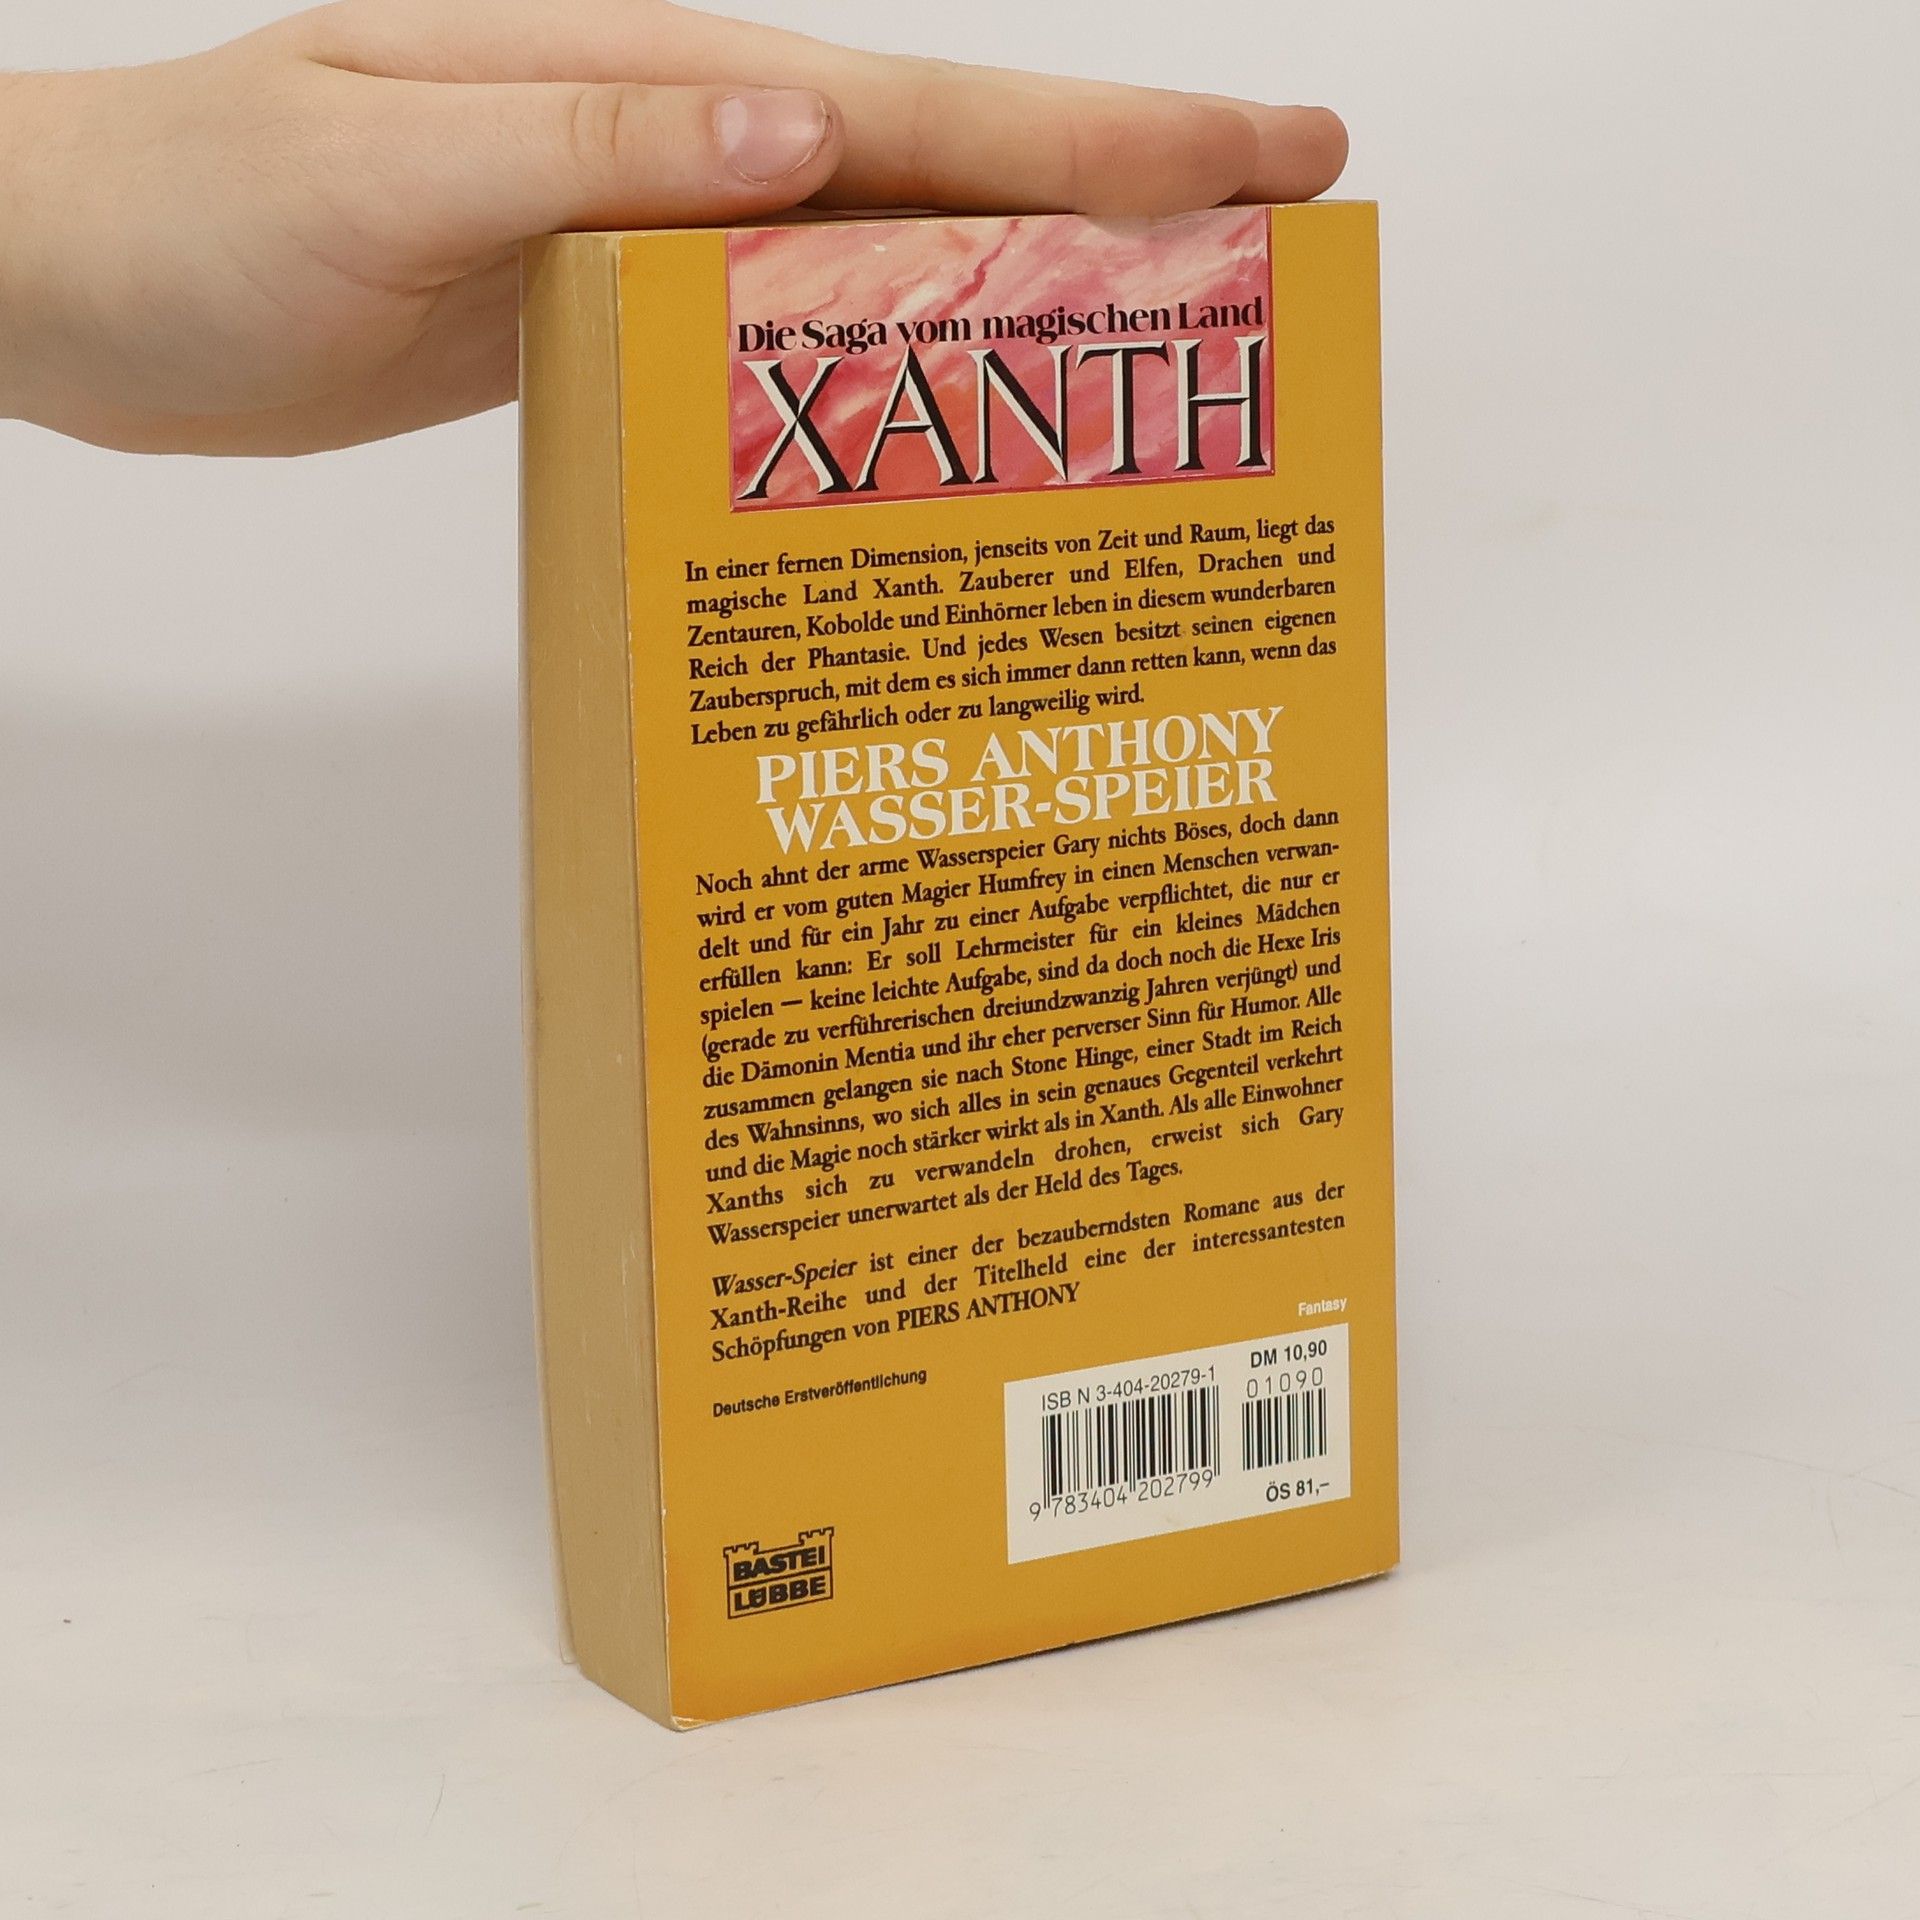 Die Saga vom magischen Land
XANTH
In einer fernen Dimension, jenseits von Zeit und Raum, liegt das
magische Land Xanth. Zauberer und Elfen, Drachen und
Zentauren, Kobolde und Einhörner leben in diesem wunderbaren
Reich der Phantasie. Und jedes Wesen besitzt seinen eigenen
Zauberspruch, mit dem es sich immer dann retten kann, wenn das
Leben zu gefährlich oder zu langweilig wird.
PIERS ANTHONY
WASSER-SPEIER
Noch ahnt der arme Wasserspeier Gary nichts Böses, doch dann
wird er vom guten Magier Humfrey in einen Menschen verwan-
delt und für ein Jahr zu einer Aufgabe verpflichtet, die nur er
erfüllen kann: Er soll Lehrmeister für ein kleines Mädchen
spielen — keine leichte Aufgabe, sind da doch noch die Hexe Iris
(gerade zu verführerischen dreiundzwanzig Jahren verjüngt) und
die Dämonin Mentia und ihr eher perverser Sinn für Humor. Alle
zusammen gelangen sie nach Stone Hinge, einer Stadt im Reich
des Wahnsinns, wo sich alles in sein genaues Gegenteil verkehrt
und die Magie noch stärker wirkt als in Xanth. Als alle Einwohner
Xanths sich zu verwandeln drohen, erweist sich Gary
Wasserspeier unerwartet als der Held des Tages.
Wasser-Speier ist einer der bezauberndsten Romane aus der
Xanth-Reihe und der Titelheld eine der interessantesten
Schöpfungen von PIERS ANTHONY
Fantasy
Deutsche Erstveröffentlichung
DM 10,90
ISBN 3-404-20279-1
01090
9 783404 202799
ÖS 81,–
BASTEI
LÜBBE